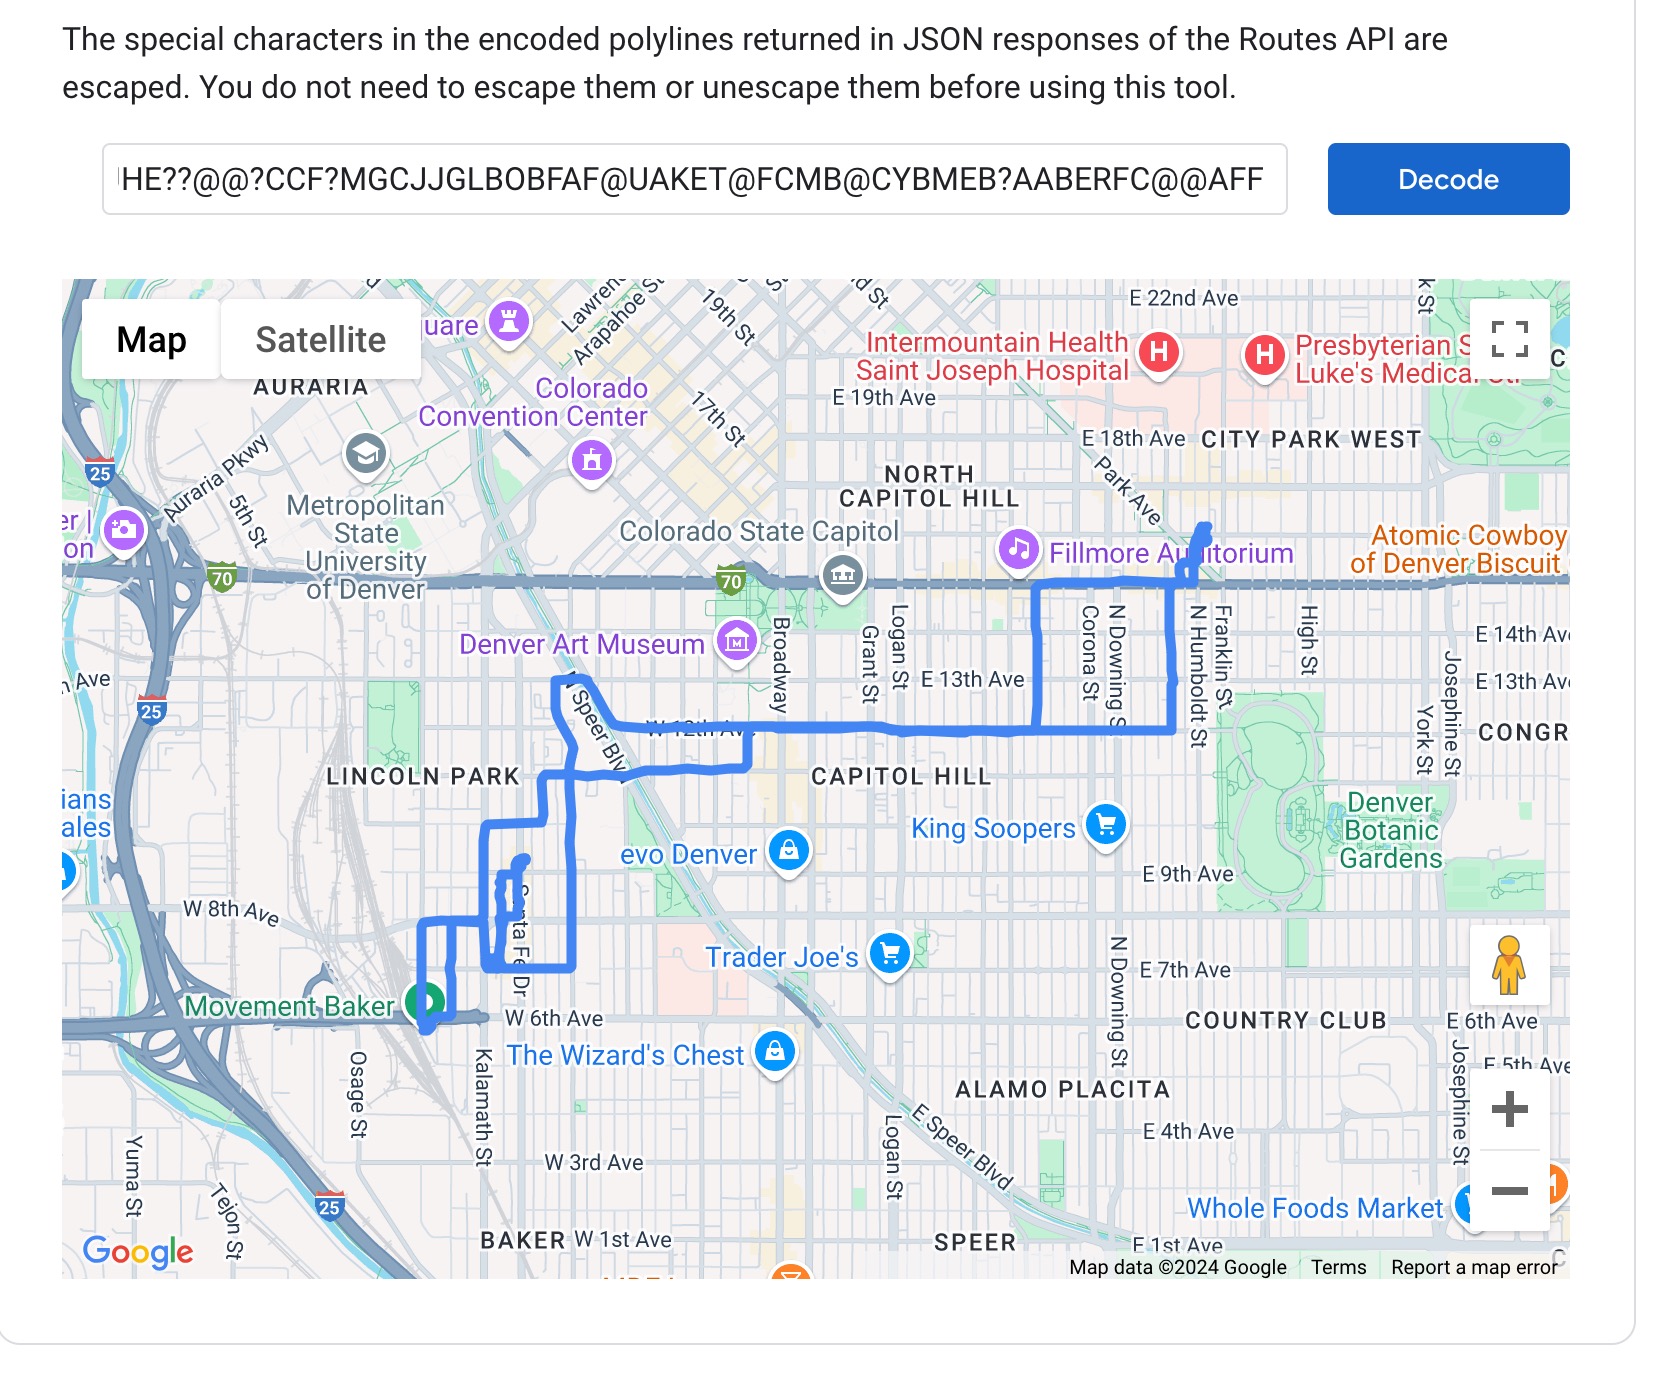 The special characters in the encoded polylines returned in JSON responses of the Routes API are
escaped. You do not need to escape them or unescape them before using this tool.
HE??@@?CCF?MGCJJGLBOBFAF@UAKET@FCMB@CYBMEB?AABERFC@@AFF
Decode
Map
Satellite
uare
Lawrenc
Arapahoe St
19th St
E 22nd Ave
k St
AURARIA
Colorado
Convention Center
17th St
Intermountain Health
Saint Joseph Hospital
Presbyterian S
Luke's Medical
E 19th Ave
E 18th Ave
CITY PARK WEST
25
Auraria Pkwy
5th St
Metropolitan
State
University
of Denver
NORTH
CAPITOL HILL
Park Ave
er |
on
Colorado State Capitol
Fillmore Auditorium
Atomic Cowboy
of Denver Biscuit
70
70
Denver Art Museum
Broadway
Grant St
Logan St
E 13th Ave
Corona St
N Downing S
N Humboldt St
Franklin St
High St
E 14th Ave
E 13th Ave
Ave
25
N Speer Blv
W 12th Ave
York St
Josephine St
CONGR
LINCOLN PARK
CAPITOL HILL
ians
ales
King Soopers
Denver
Botanic
Gardens
evo Denver
E 9th Ave
W 8th Ave
Santa Fe Dr
Trader Joe's
N Downing St
E 7th Ave
Movement Baker
W 6th Ave
COUNTRY CLUB
E 6th Ave
The Wizard's Chest
Osage St
Kalamath St
ALAMO PLACITA
Josephine St
E 5th Ave
E Speer Blvd
E 4th Ave
Yuma St
Tejon St
W 3rd Ave
Logan St
25
Whole Foods Market
BAKER
W 1st Ave
SPEER
E 1st Ave
Google
Map data ©2024 Google
Terms
Report a map error